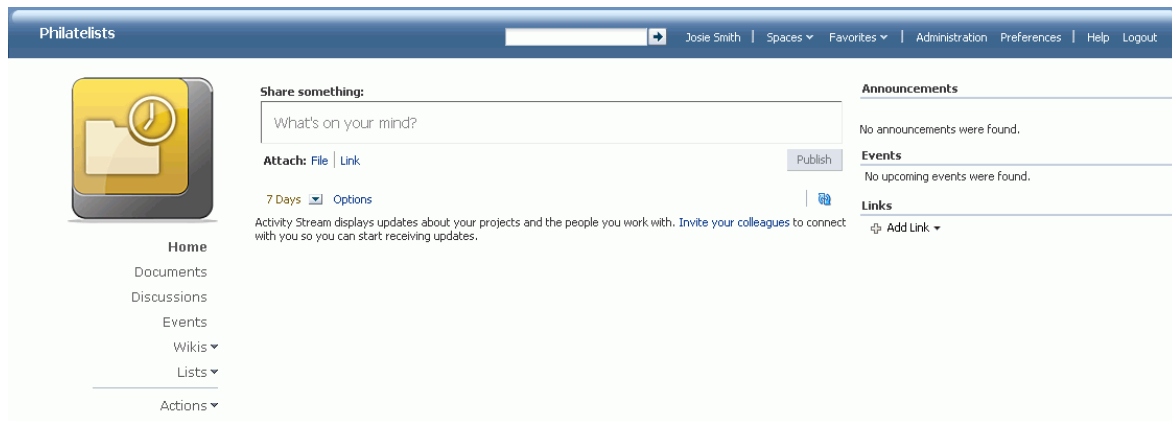 Philatelists
Josie Smith | Spaces Favorites | Administration Preferences | Help Logout
Share something:
What's on your mind?
Attach: File | Link
Publish
7 Days Options
Activity Stream displays updates about your projects and the people you work with. Invite your colleagues to connect
with you so you can start receiving updates.
Home
Documents
Discussions
Events
Wikis
Lists
Actions
Announcements
No announcements were found.
Events
No upcoming events were found.
Links
Add Link